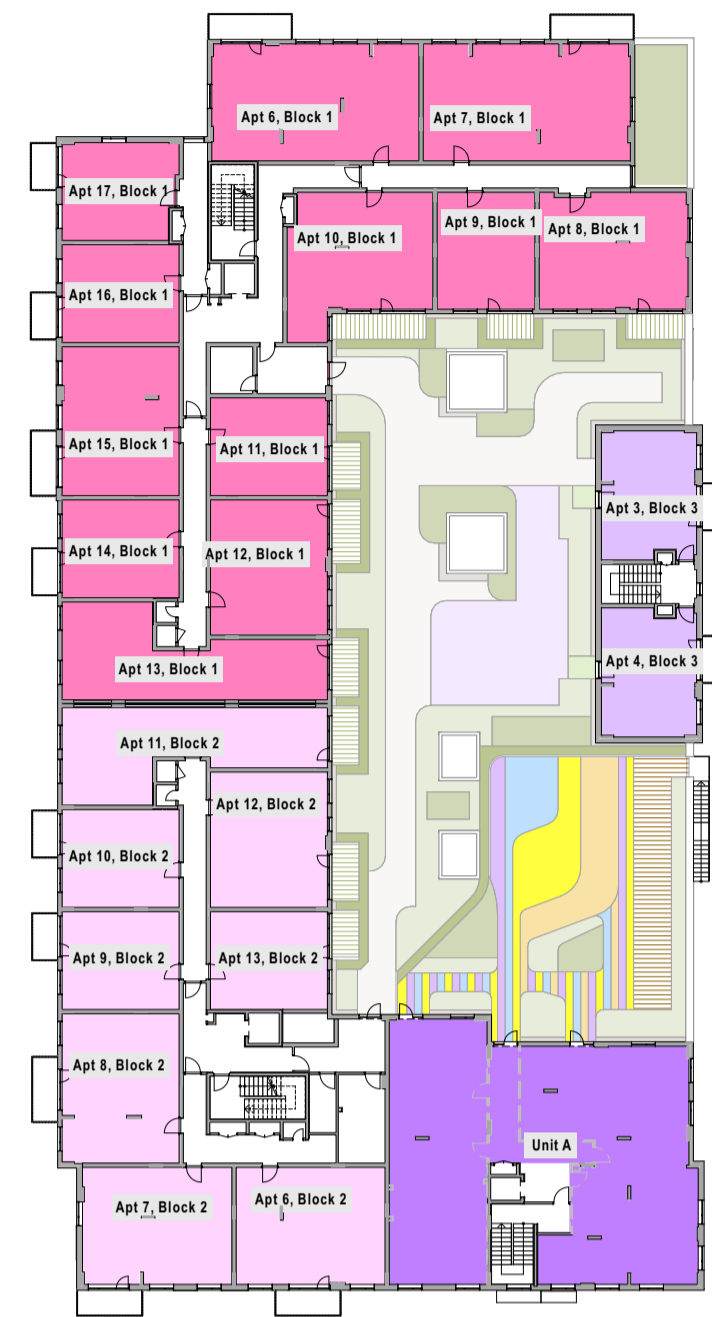 Apt 6, Block 1
Apt 7, Block 1
Apt 17, Block 1
Apt 10, Block 1
Apt 9, Block 1
Apt 8, Block 1
Apt 16, Block 1
Apt 15, Block 1
Apt 11, Block 1
Apt 3, Block 3
Apt 14, Block 1
Apt 12, Block 1
Apt 13, Block 1
Apt 4, Block 3
Apt 11, Block 2
Apt 12, Block 2
Apt 10, Block 2
Apt 9, Block 2
Apt 13, Block 2
Apt 8, Block 2
Unit A
Apt 7, Block 2
Apt 6, Block 2